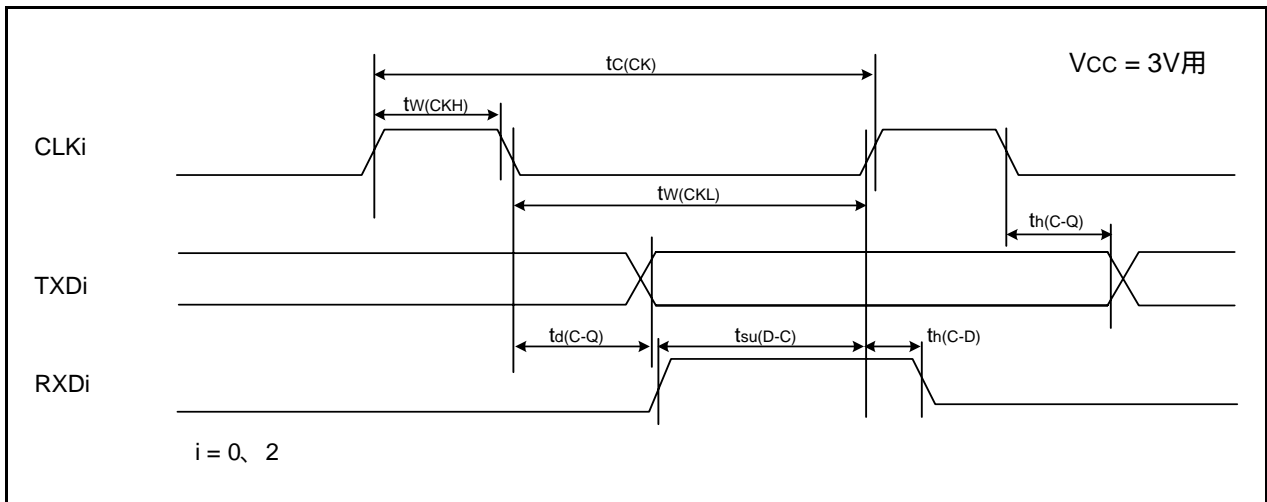 tC(CK)
VCC = 3V用
tW(CKH)
CLKi
tW(CKL)
th(C-Q)
TXDi
td(C-Q)
tsu(D-C)
th(C-D)
RXDi
i = 0、 2